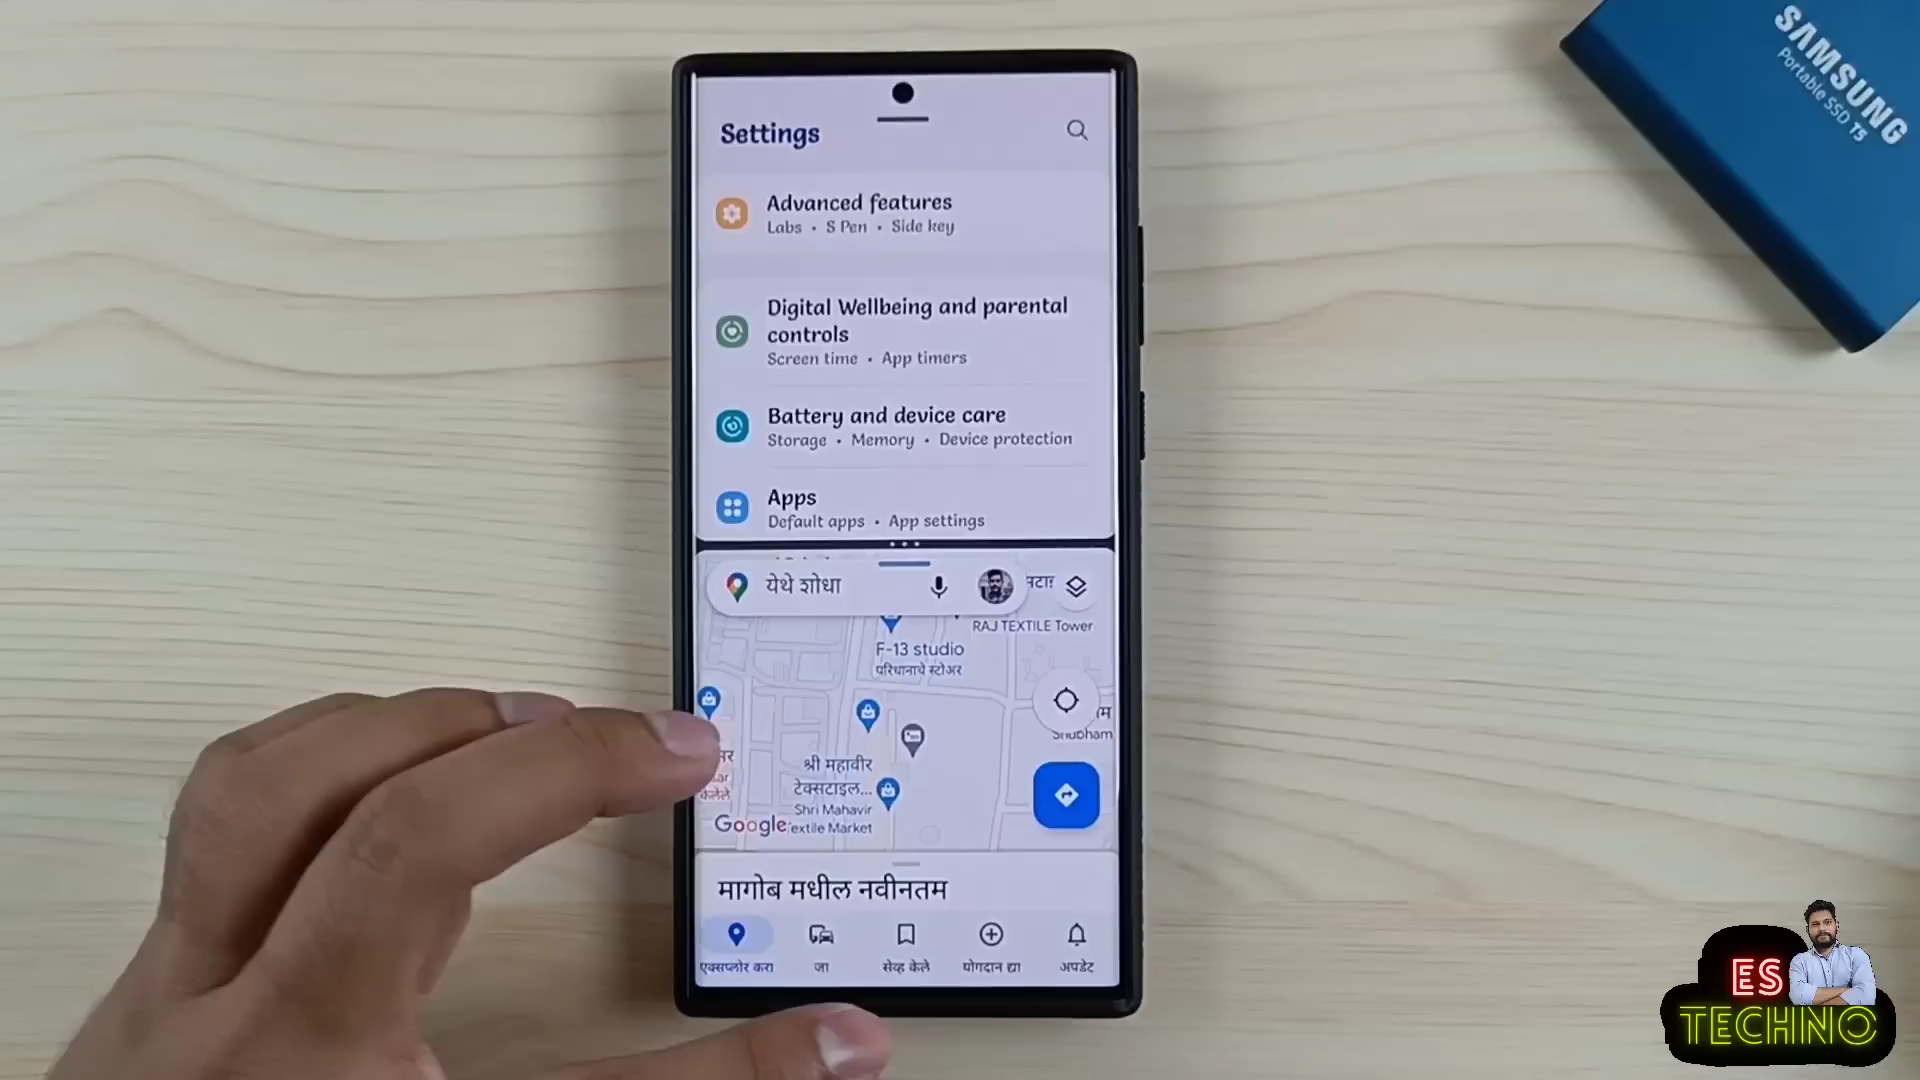 SAMSUNG
Portable SSD T5
Settings
Advanced features
Labs • S Pen • Side key
Digital Wellbeing and parental
controls
Screen time • App timers
Battery and device care
Storage • Memory • Device protection
Apps
Default apps • App settings
येथे शोधा
RAJ TEXTILE Tower
F-13 studio
परिधानाचे स्टोअर
Shubham
श्री महावीर
टेक्सटाइल...
Shri Mahavir
extile Market
Google
मागोब मधील नवीनतम
एक्सप्लोर करा
जा
सेव्ह केले
योगदान द्या
अपडेट
ES
TECHNO